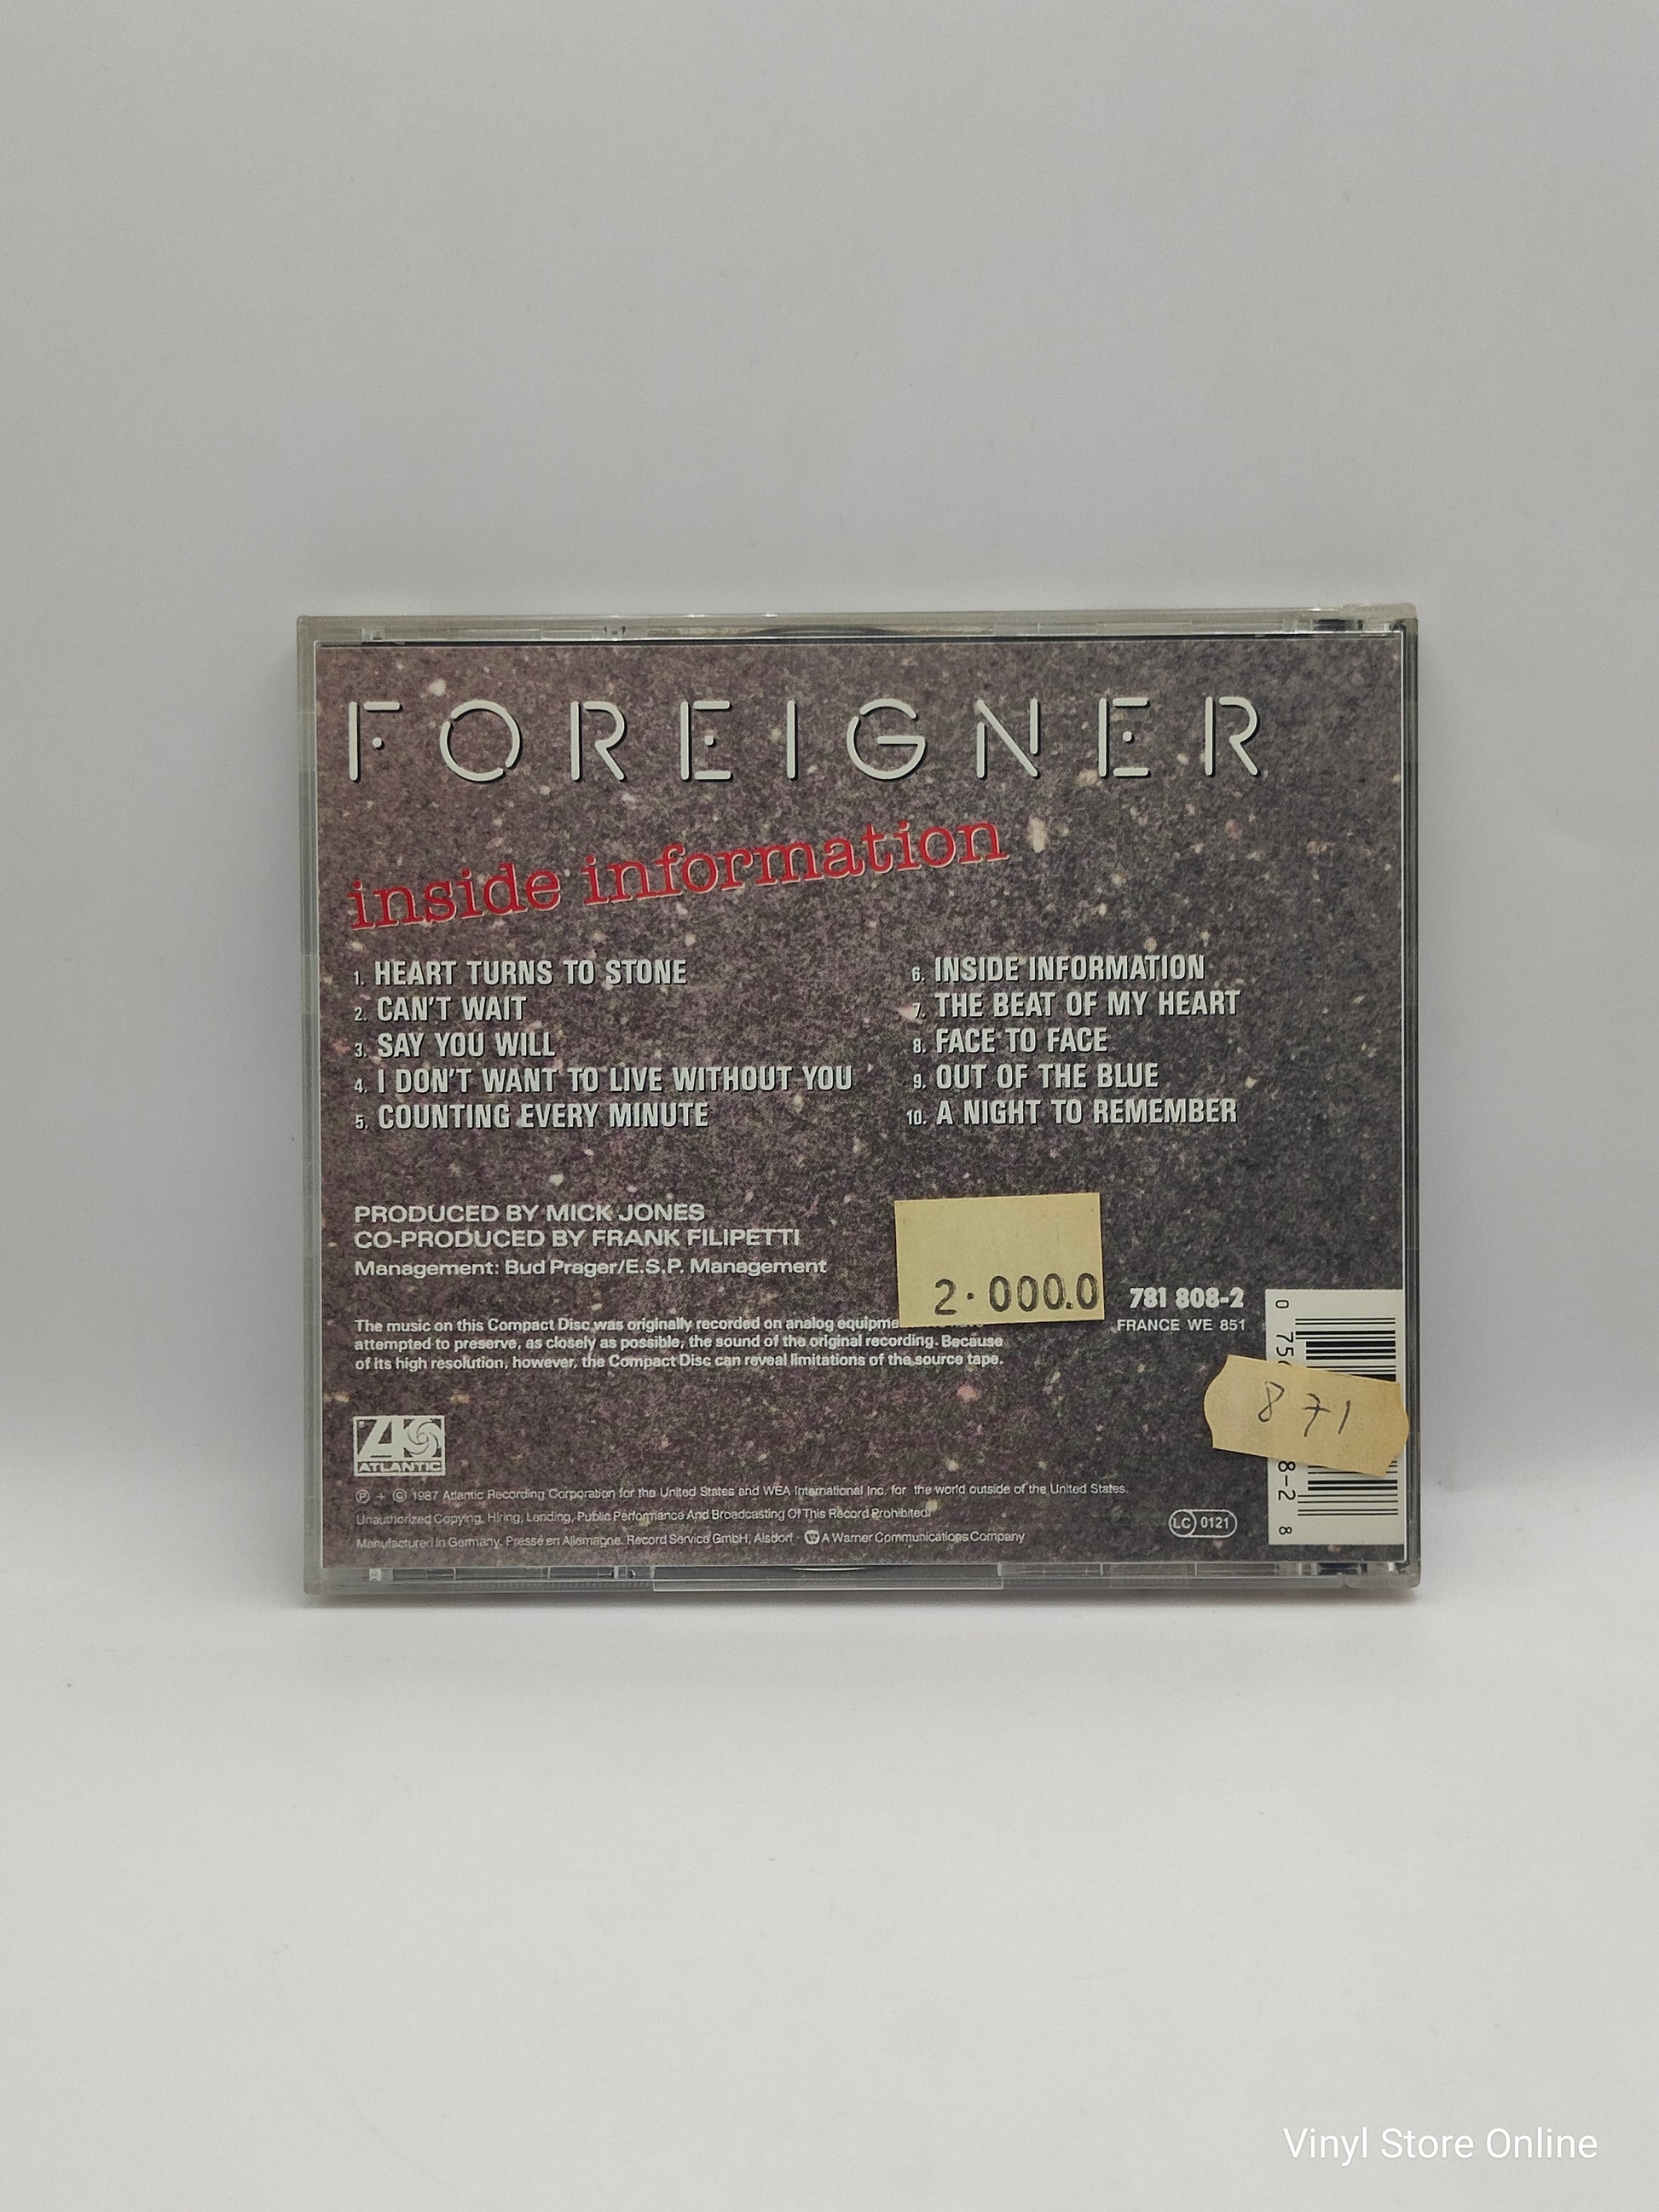 FOREIGNER
inside information
1. HEART TURNS TO STONE
2. CAN'T WAIT
3. SAY YOU WILL
4. I DON'T WANT TO LIVE WITHOUT YOU
5. COUNTING EVERY MINUTE
6. INSIDE INFORMATION
7. THE BEAT OF MY HEART
8. FACE TO FACE
9. OUT OF THE BLUE
10. A NIGHT TO REMEMBER
PRODUCED BY MICK JONES
CO-PRODUCED BY FRANK FILIPETTI
Management: Bud Prager/E.S.P. Management
2.000.0
781 808-2
FRANCE WE 851
The music on this Compact Disc was originally recorded on analog
attempted to preserve, as closely as possible, the sound of the original recording. Because
of its high resolution, however, the Compact Disc can reveal limitations of the source tape.
0 75
871
8-2 8
ATLANTIC
℗ + © 1987 Atlantic Recording Corporation for the United States and WEA International Inc. for the world outside of the United States.
Unauthorized Copying, Hiring, Lending, Public Performance And Broadcasting Of This Record Prohibited!
Manufactured in Germany. Pressé en Allemagne. Record Service GmbH, Alsdorf · A Warner Communications Company
LC 0121
Vinyl Store Online